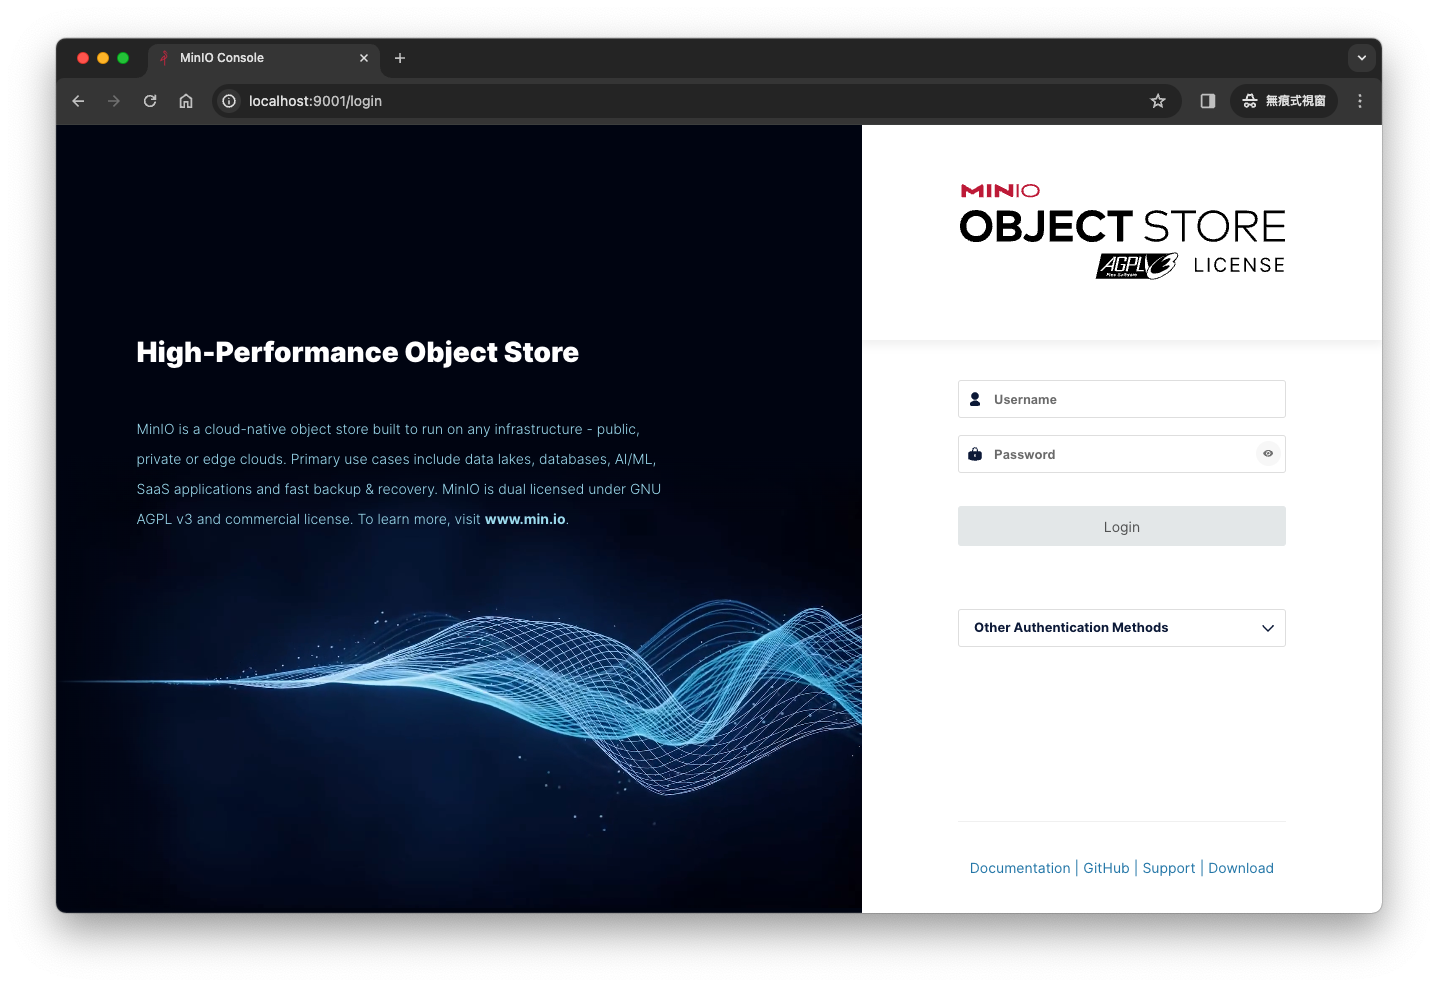 MinIO Console
localhost:9001/login
無痕式視窗
High-Performance Object Store
MinIO is a cloud-native object store built to run on any infrastructure - public,
private or edge clouds. Primary use cases include data lakes, databases, AI/ML,
SaaS applications and fast backup & recovery. MinIO is dual licensed under GNU
AGPL v3 and commercial license. To learn more, visit www.min.io.
MINIO
OBJECT STORE
AGPLv3 Free Software LICENSE
Username
Password
Login
Other Authentication Methods
Documentation | GitHub | Support | Download